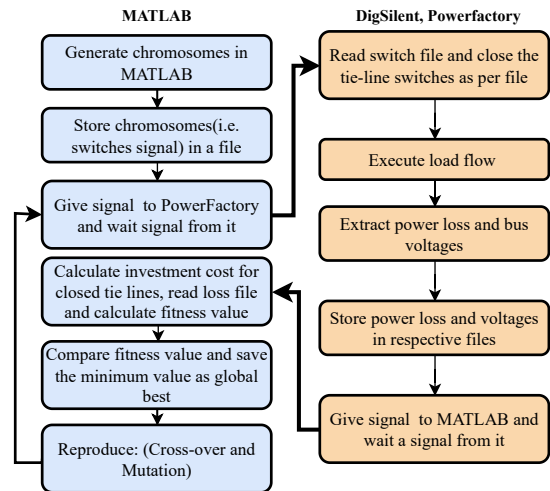 MATLAB
Generate chromosomes in
MATLAB
Store chromosomes(i.e.
switches signal) in a file
Give signal to PowerFactory
and wait signal from it
Calculate investment cost for
closed tie lines, read loss file
and calculate fitness value
Compare fitness value and save
the minimum value as global
best
Reproduce: (Cross-over and
Mutation)
DigSilent, Powerfactory
Read switch file and close the
tie-line switches as per file
Execute load flow
Extract power loss and bus
voltages
Store power loss and voltages
in respective files
Give signal to MATLAB and
wait a signal from it